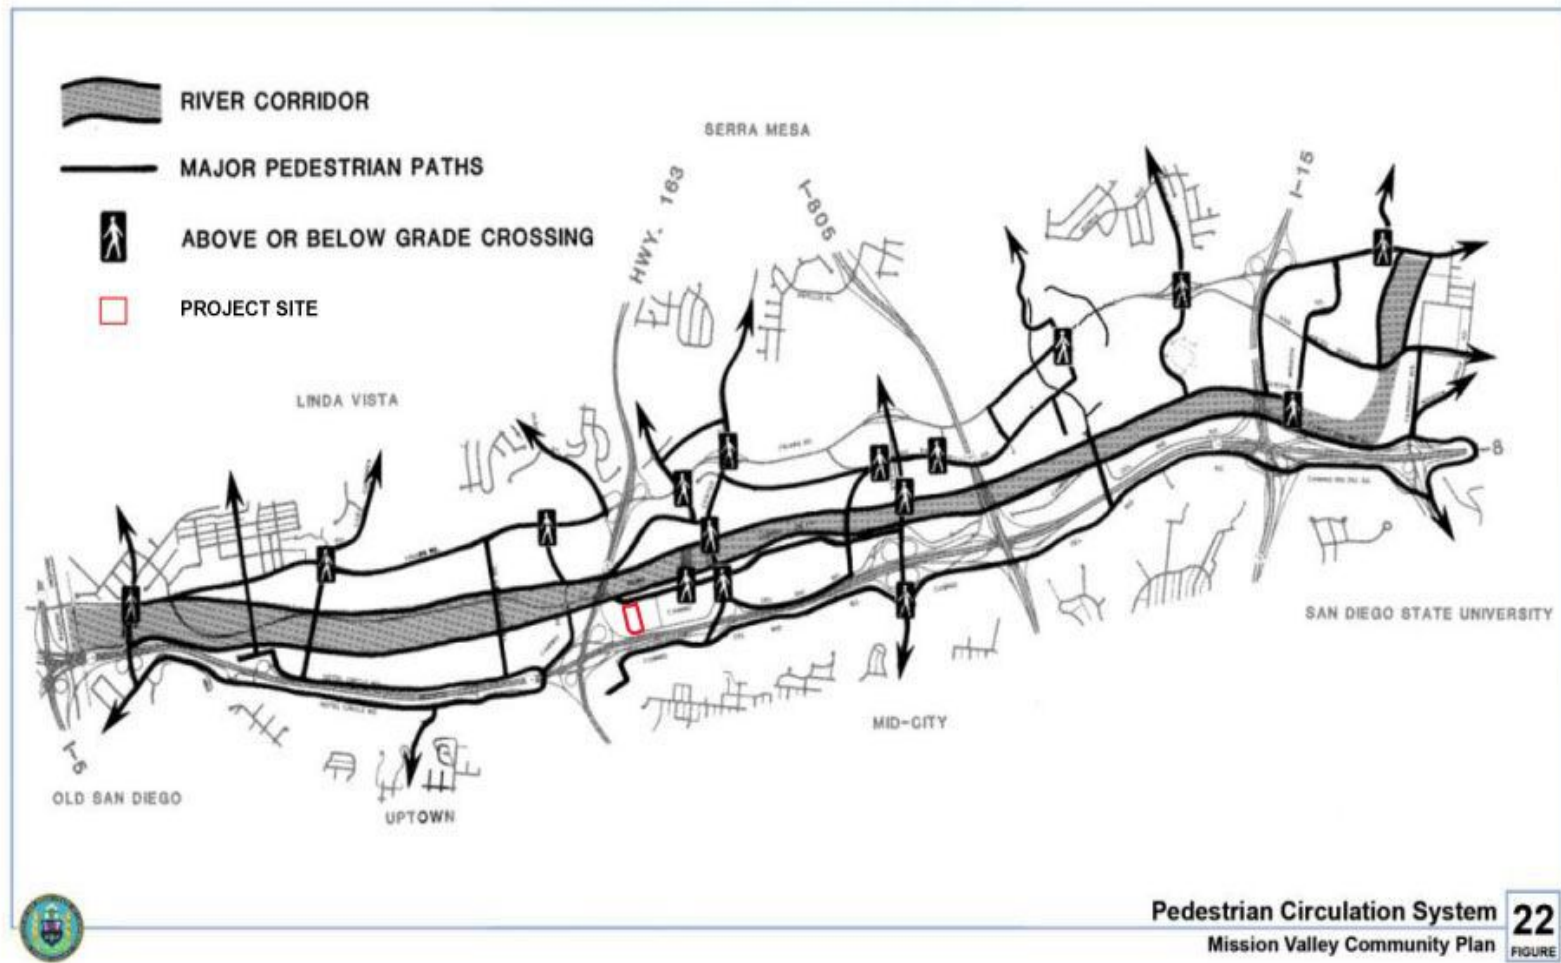 RIVER CORRIDOR
MAJOR PEDESTRIAN PATHS
ABOVE OR BELOW GRADE CROSSING
PROJECT SITE
SERRA MESA
HWY. 163
I-805
I-15
LINDA VISTA
I-8
SAN DIEGO STATE UNIVERSITY
MID-CITY
I-5
OLD SAN DIEGO
UPTOWN
Pedestrian Circulation System
Mission Valley Community Plan
22
FIGURE